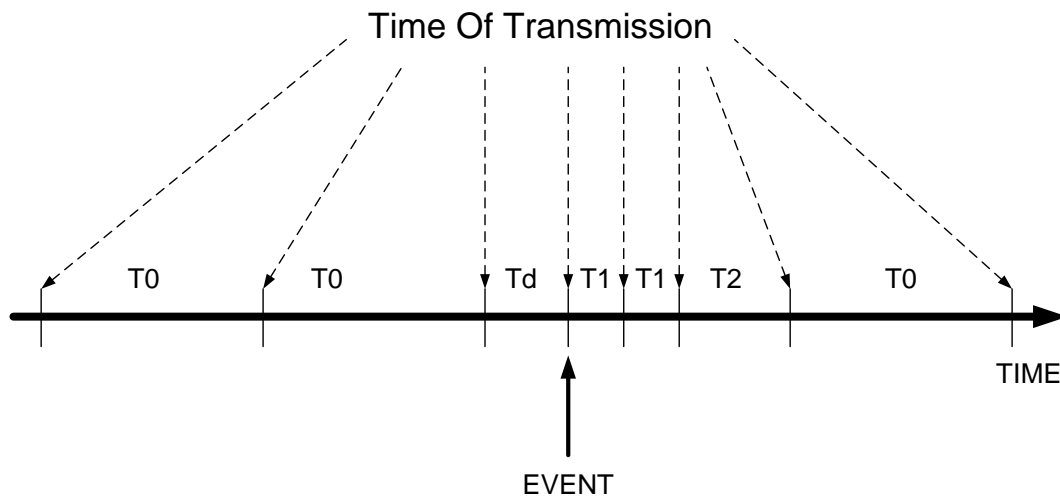 Time Of Transmission
T0 T0 Td T1 T1 T2 T0
TIME
EVENT